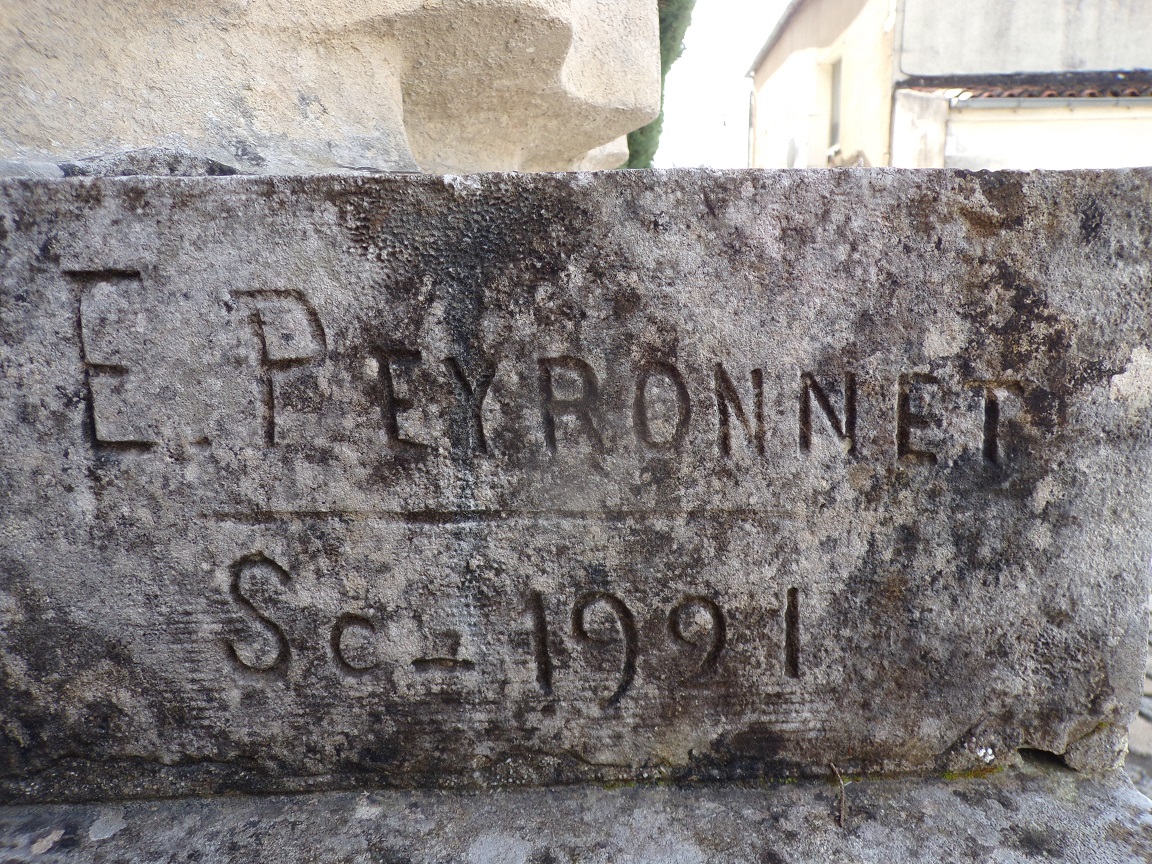 E. PEYRONNET
Sc - 1921